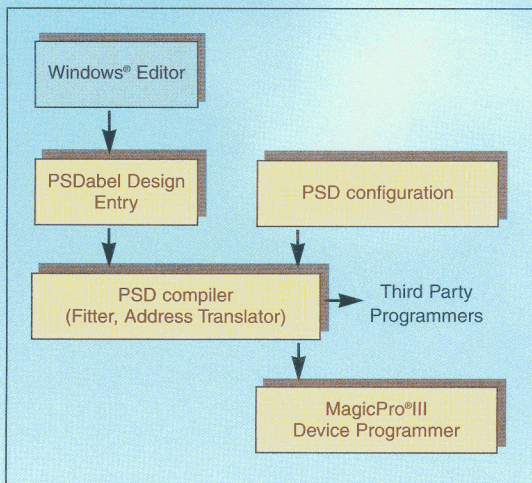 Windows® Editor
PSDabel Design
Entry
PSD configuration
PSD compiler
(Fitter, Address Translator)
Third Party
Programmers
MagicPro®III
Device Programmer